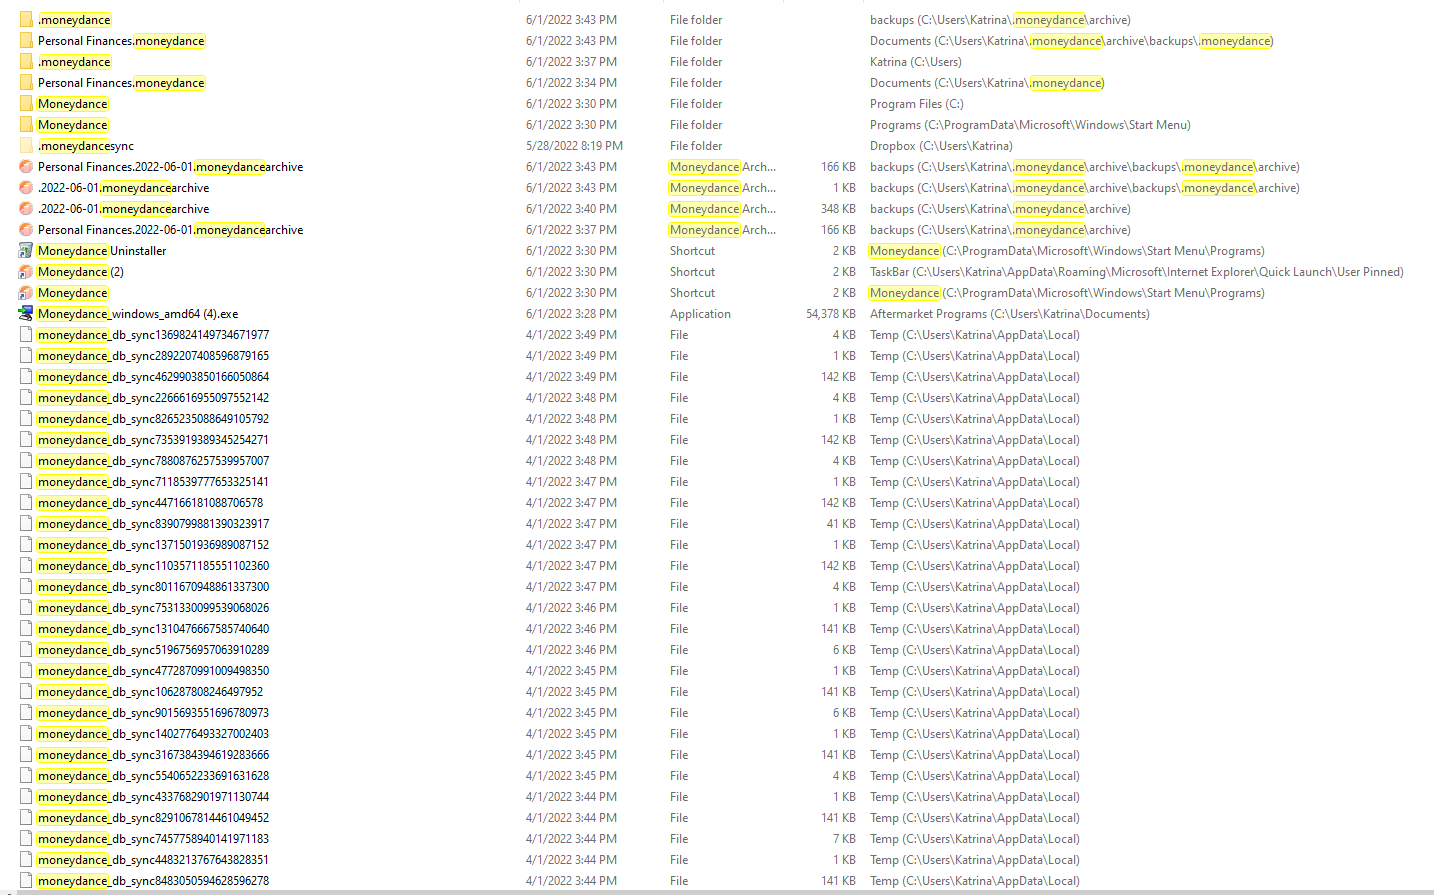 .moneydance 6/1/2022 3:43 PM File folder backups (C:\Users\Katrina\.moneydance\archive)
Personal Finances.moneydance 6/1/2022 3:43 PM File folder Documents (C:\Users\Katrina\.moneydance\archive\backups\.moneydance)
.moneydance 6/1/2022 3:37 PM File folder Katrina (C:\Users)
Personal Finances.moneydance 6/1/2022 3:34 PM File folder Documents (C:\Users\Katrina\.moneydance)
Moneydance 6/1/2022 3:30 PM File folder Program Files (C:)
Moneydance 6/1/2022 3:30 PM File folder Programs (C:\ProgramData\Microsoft\Windows\Start Menu)
.moneydancesync 5/28/2022 8:19 PM File folder Dropbox (C:\Users\Katrina)
Personal Finances.2022-06-01.moneydancearchive 6/1/2022 3:43 PM Moneydance Arch... 166 KB backups (C:\Users\Katrina\.moneydance\archive\backups\.moneydance\archive)
.2022-06-01.moneydancearchive 6/1/2022 3:43 PM Moneydance Arch... 1 KB backups (C:\Users\Katrina\.moneydance\archive\backups\.moneydance\archive)
.2022-06-01.moneydancearchive 6/1/2022 3:40 PM Moneydance Arch... 348 KB backups (C:\Users\Katrina\.moneydance\archive)
Personal Finances.2022-06-01.moneydancearchive 6/1/2022 3:37 PM Moneydance Arch... 166 KB backups (C:\Users\Katrina\.moneydance\archive)
Moneydance Uninstaller 6/1/2022 3:30 PM Shortcut 2 KB Moneydance (C:\ProgramData\Microsoft\Windows\Start Menu\Programs)
Moneydance (2) 6/1/2022 3:30 PM Shortcut 2 KB TaskBar (C:\Users\Katrina\AppData\Roaming\Microsoft\Internet Explorer\Quick Launch\User Pinned)
Moneydance 6/1/2022 3:30 PM Shortcut 2 KB Moneydance (C:\ProgramData\Microsoft\Windows\Start Menu\Programs)
Moneydance_windows_amd64 (4).exe 6/1/2022 3:28 PM Application 54,378 KB Aftermarket Programs (C:\Users\Katrina\Documents)
moneydance_db_sync1369824149734671977 4/1/2022 3:49 PM File 4 KB Temp (C:\Users\Katrina\AppData\Local)
moneydance_db_sync2892207408596879165 4/1/2022 3:49 PM File 1 KB Temp (C:\Users\Katrina\AppData\Local)
moneydance_db_sync4629903850166050864 4/1/2022 3:49 PM File 142 KB Temp (C:\Users\Katrina\AppData\Local)
moneydance_db_sync2266616955097552142 4/1/2022 3:48 PM File 4 KB Temp (C:\Users\Katrina\AppData\Local)
moneydance_db_sync8265235088649105792 4/1/2022 3:48 PM File 1 KB Temp (C:\Users\Katrina\AppData\Local)
moneydance_db_sync7353919389345254271 4/1/2022 3:48 PM File 142 KB Temp (C:\Users\Katrina\AppData\Local)
moneydance_db_sync7880876257539957007 4/1/2022 3:48 PM File 4 KB Temp (C:\Users\Katrina\AppData\Local)
moneydance_db_sync7118539777653325141 4/1/2022 3:47 PM File 1 KB Temp (C:\Users\Katrina\AppData\Local)
moneydance_db_sync447166181088706578 4/1/2022 3:47 PM File 142 KB Temp (C:\Users\Katrina\AppData\Local)
moneydance_db_sync8390799881390323917 4/1/2022 3:47 PM File 41 KB Temp (C:\Users\Katrina\AppData\Local)
moneydance_db_sync1371501936989087152 4/1/2022 3:47 PM File 1 KB Temp (C:\Users\Katrina\AppData\Local)
moneydance_db_sync1103571185551102360 4/1/2022 3:47 PM File 142 KB Temp (C:\Users\Katrina\AppData\Local)
moneydance_db_sync8011670948861337300 4/1/2022 3:47 PM File 4 KB Temp (C:\Users\Katrina\AppData\Local)
moneydance_db_sync7531330099539068026 4/1/2022 3:46 PM File 1 KB Temp (C:\Users\Katrina\AppData\Local)
moneydance_db_sync1310476667585740640 4/1/2022 3:46 PM File 141 KB Temp (C:\Users\Katrina\AppData\Local)
moneydance_db_sync5196756957063910289 4/1/2022 3:46 PM File 6 KB Temp (C:\Users\Katrina\AppData\Local)
moneydance_db_sync4772870991009498350 4/1/2022 3:45 PM File 1 KB Temp (C:\Users\Katrina\AppData\Local)
moneydance_db_sync106287808246497952 4/1/2022 3:45 PM File 141 KB Temp (C:\Users\Katrina\AppData\Local)
moneydance_db_sync9015693551696780973 4/1/2022 3:45 PM File 6 KB Temp (C:\Users\Katrina\AppData\Local)
moneydance_db_sync1402776493327002403 4/1/2022 3:45 PM File 1 KB Temp (C:\Users\Katrina\AppData\Local)
moneydance_db_sync3167384394619283666 4/1/2022 3:45 PM File 141 KB Temp (C:\Users\Katrina\AppData\Local)
moneydance_db_sync5540652233691631628 4/1/2022 3:45 PM File 4 KB Temp (C:\Users\Katrina\AppData\Local)
moneydance_db_sync4337682901971130744 4/1/2022 3:44 PM File 1 KB Temp (C:\Users\Katrina\AppData\Local)
moneydance_db_sync8291067814461049452 4/1/2022 3:44 PM File 141 KB Temp (C:\Users\Katrina\AppData\Local)
moneydance_db_sync7457758940141971183 4/1/2022 3:44 PM File 7 KB Temp (C:\Users\Katrina\AppData\Local)
moneydance_db_sync4483213767643828351 4/1/2022 3:44 PM File 1 KB Temp (C:\Users\Katrina\AppData\Local)
moneydance_db_sync8483050594628596278 4/1/2022 3:44 PM File 141 KB Temp (C:\Users\Katrina\AppData\Local)